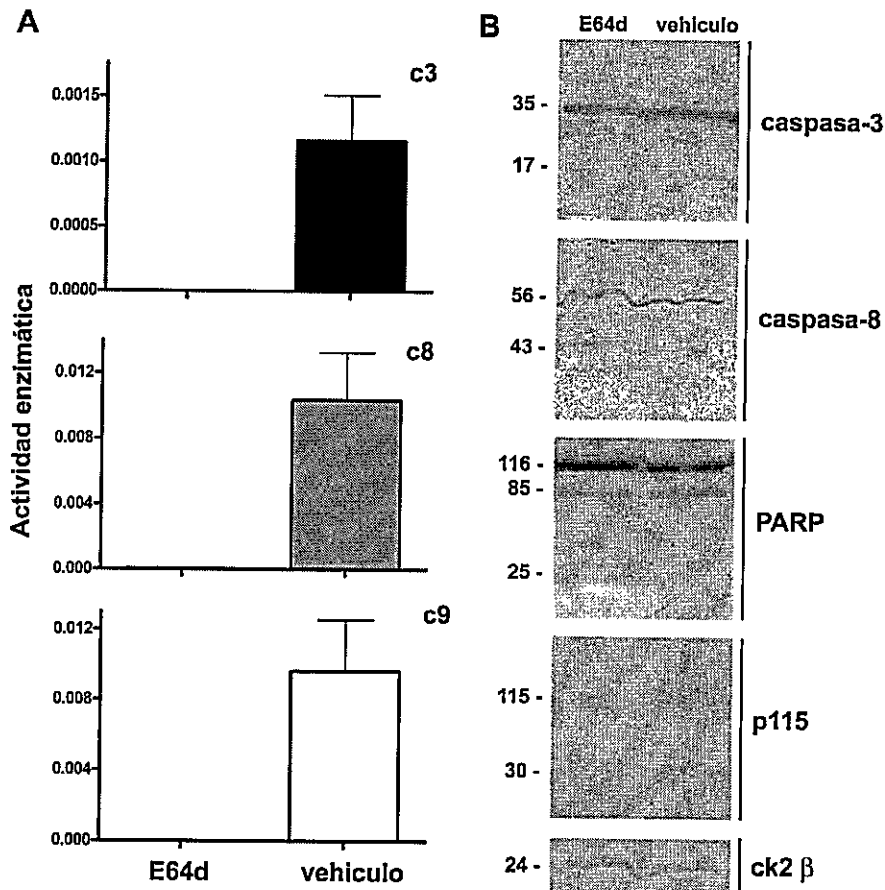 A
Actividad enzimática
c3
0.0015
0.0010
0.0005
0.0000
c8
0.012
0.008
0.004
0.000
c9
0.012
0.008
0.004
0.000
E64d vehiculo
B
E64d vehiculo
35 -
17 -
caspasa-3
56 -
43 -
caspasa-8
116 -
85 -
25 -
PARP
115 -
30 -
p115
24 -
ck2 β